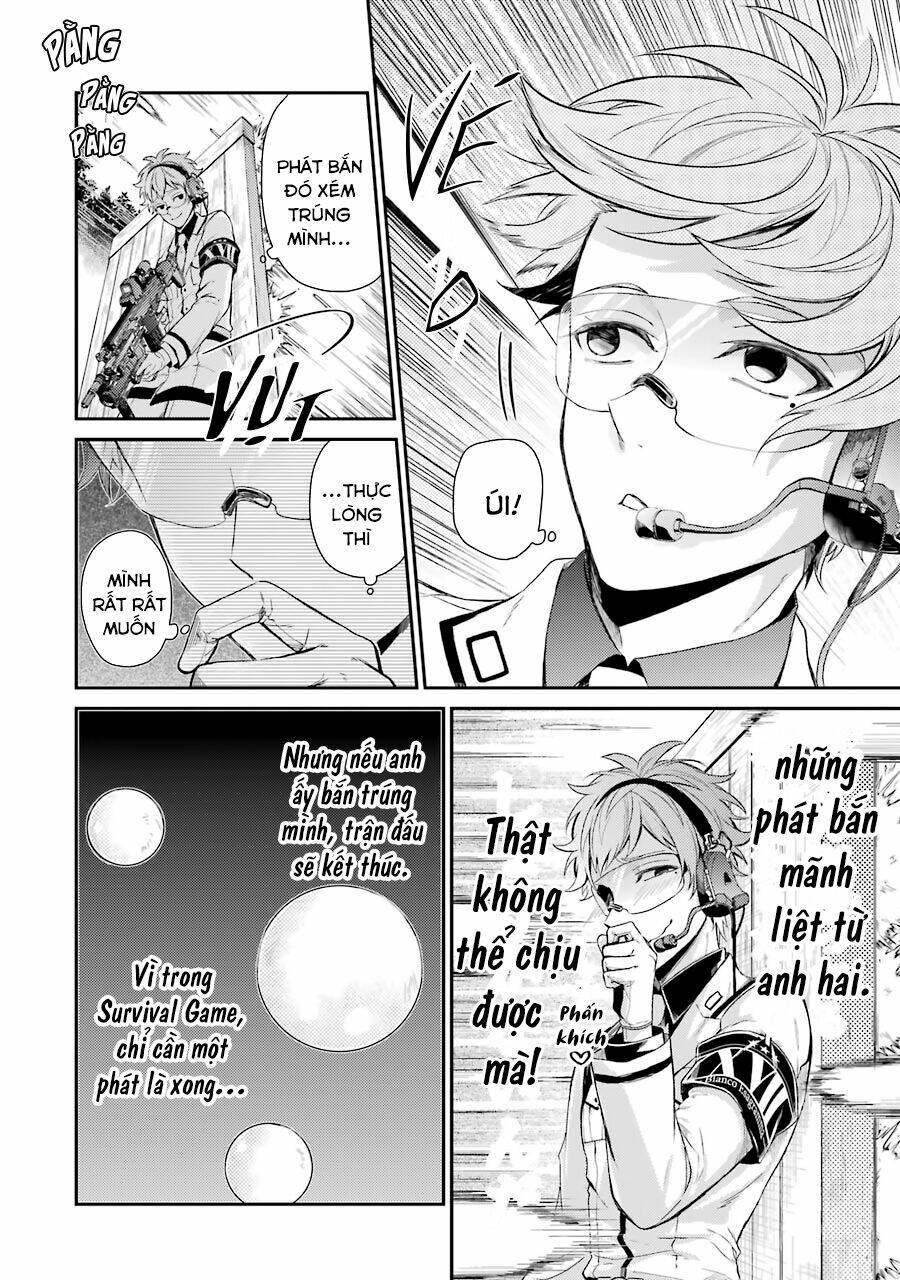 VÉO
ÚI!
PẰNG
PẰNG
PẰNG
PHÁT BẮN
ĐÓ XÉM
TRÚNG
MÌNH...
VỤT
...THỰC
LÒNG
THÌ
MÌNH
RẤT RẤT
MUỐN
những
phát bắn
mãnh
liệt từ
anh hai.
Thật
không
thể chịu
được
mà!
Phấn
khích
Bianco
Nhưng nếu anh
ấy bắn trúng
mình, trận đấu
sẽ kết thúc.
Vì trong
Survival Game,
chỉ cần một
phát là xong...